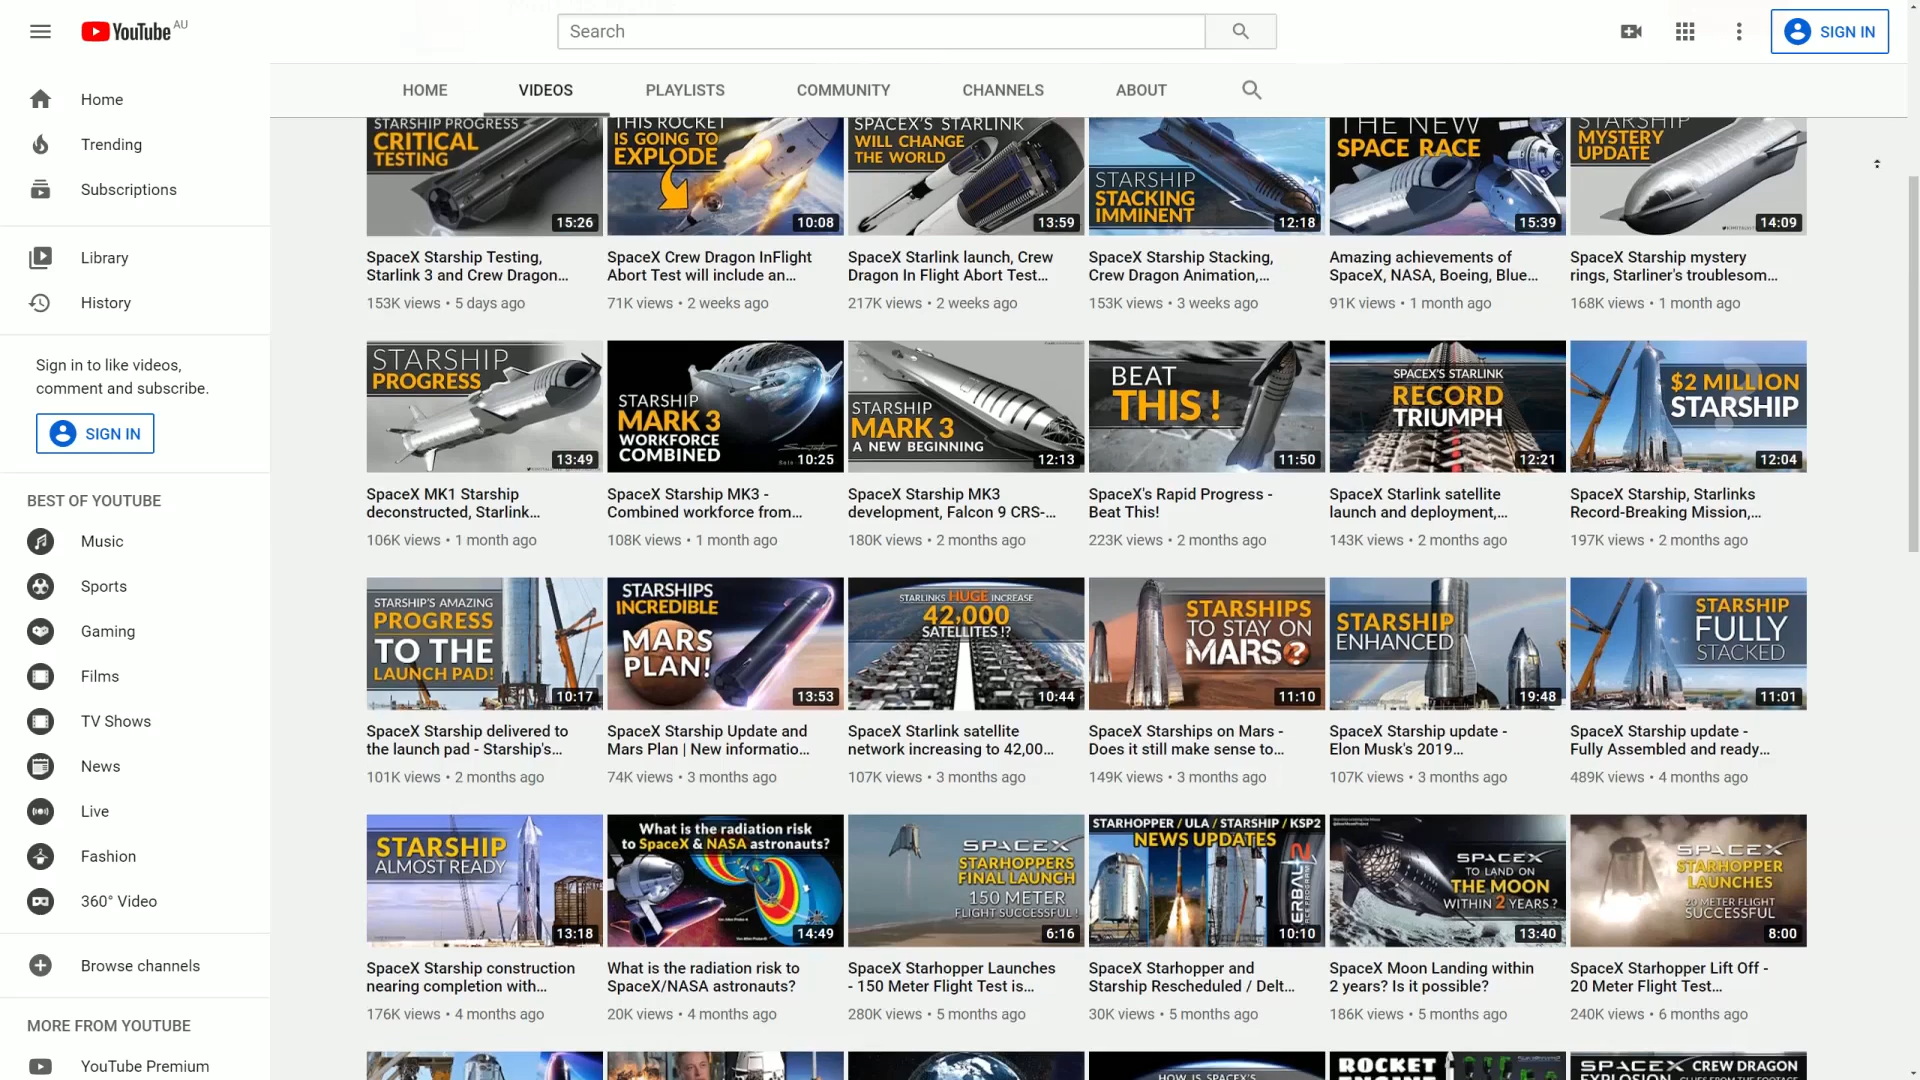 YouTube AU
Search
SIGN IN
HOME
VIDEOS
PLAYLISTS
COMMUNITY
CHANNELS
ABOUT
Home
Trending
Subscriptions
Library
History
Sign in to like videos,
comment and subscribe.
SIGN IN
BEST OF YOUTUBE
Music
Sports
Gaming
Films
TV Shows
News
Live
Fashion
360° Video
Browse channels
MORE FROM YOUTUBE
YouTube Premium
STARSHIP PROGRESS
CRITICAL
TESTING
15:26
SpaceX Starship Testing,
Starlink 3 and Crew Dragon...
153K views • 5 days ago
THIS ROCKET
IS GOING TO
EXPLODE
10:08
SpaceX Crew Dragon InFlight
Abort Test will include an...
71K views • 2 weeks ago
SPACEX'S STARLINK
WILL CHANGE
THE WORLD
13:59
SpaceX Starlink launch, Crew
Dragon In Flight Abort Test...
217K views • 2 weeks ago
STARSHIP
STACKING
IMMINENT
12:18
SpaceX Starship Stacking,
Crew Dragon Animation,...
153K views • 3 weeks ago
THE NEW
SPACE RACE
15:39
Amazing achievements of
SpaceX, NASA, Boeing, Blue...
91K views • 1 month ago
STARSHIP
MYSTERY
UPDATE
14:09
SpaceX Starship mystery
rings, Starliner's troublesom...
168K views • 1 month ago
STARSHIP
PROGRESS
13:49
SpaceX MK1 Starship
deconstructed, Starlink...
106K views • 1 month ago
STARSHIP
MARK 3
WORKFORCE
COMBINED
10:25
SpaceX Starship MK3 -
Combined workforce from...
108K views • 1 month ago
STARSHIP
MARK 3
A NEW BEGINNING
12:13
SpaceX Starship MK3
development, Falcon 9 CRS-...
180K views • 2 months ago
BEAT
THIS !
11:50
SpaceX's Rapid Progress -
Beat This!
223K views • 2 months ago
SPACEX'S STARLINK
RECORD
TRIUMPH
12:21
SpaceX Starlink satellite
launch and deployment,...
143K views • 2 months ago
$2 MILLION
STARSHIP
?
12:04
SpaceX Starship, Starlinks
Record-Breaking Mission,...
197K views • 2 months ago
STARSHIP'S AMAZING
PROGRESS
TO THE
LAUNCH PAD!
10:17
SpaceX Starship delivered to
the launch pad - Starship's...
101K views • 2 months ago
STARSHIPS
INCREDIBLE
MARS
PLAN!
13:53
SpaceX Starship Update and
Mars Plan | New informatio...
74K views • 3 months ago
STARLINKS HUGE INCREASE
42,000
SATELLITES !?
10:44
SpaceX Starlink satellite
network increasing to 42,00...
107K views • 3 months ago
STARSHIPS
TO STAY ON
MARS?
11:10
SpaceX Starships on Mars -
Does it still make sense to...
149K views • 3 months ago
STARSHIP
ENHANCED
19:48
SpaceX Starship update -
Elon Musk's 2019...
107K views • 3 months ago
STARSHIP
FULLY
STACKED
11:01
SpaceX Starship update -
Fully Assembled and ready...
489K views • 4 months ago
STARSHIP
ALMOST READY
13:18
SpaceX Starship construction
nearing completion with...
176K views • 4 months ago
What is the radiation risk
to SpaceX & NASA astronauts?
14:49
What is the radiation risk to
SpaceX/NASA astronauts?
20K views • 4 months ago
SPACEX
STARHOPPERS
FINAL LAUNCH
150 METER
FLIGHT SUCCESSFUL !
6:16
SpaceX Starhopper Launches
- 150 Meter Flight Test is...
280K views • 5 months ago
STARHOPPER / ULA / STARSHIP / KSP2
NEWS UPDATES
ERBAL
2
10:10
SpaceX Starhopper and
Starship Rescheduled / Delt...
30K views • 5 months ago
SPACEX
TO LAND ON
THE MOON
WITHIN 2 YEARS ?
13:40
SpaceX Moon Landing within
2 years? Is it possible?
186K views • 5 months ago
SPACEX
STARHOPPER
LAUNCHES
20 METER FLIGHT
SUCCESSFUL
8:00
SpaceX Starhopper Lift Off -
20 Meter Flight Test...
240K views • 6 months ago
HOW IS SPACEX'S
ROCKET
ENGINE
SPACEX CREW DRAGON
EXPLOSION